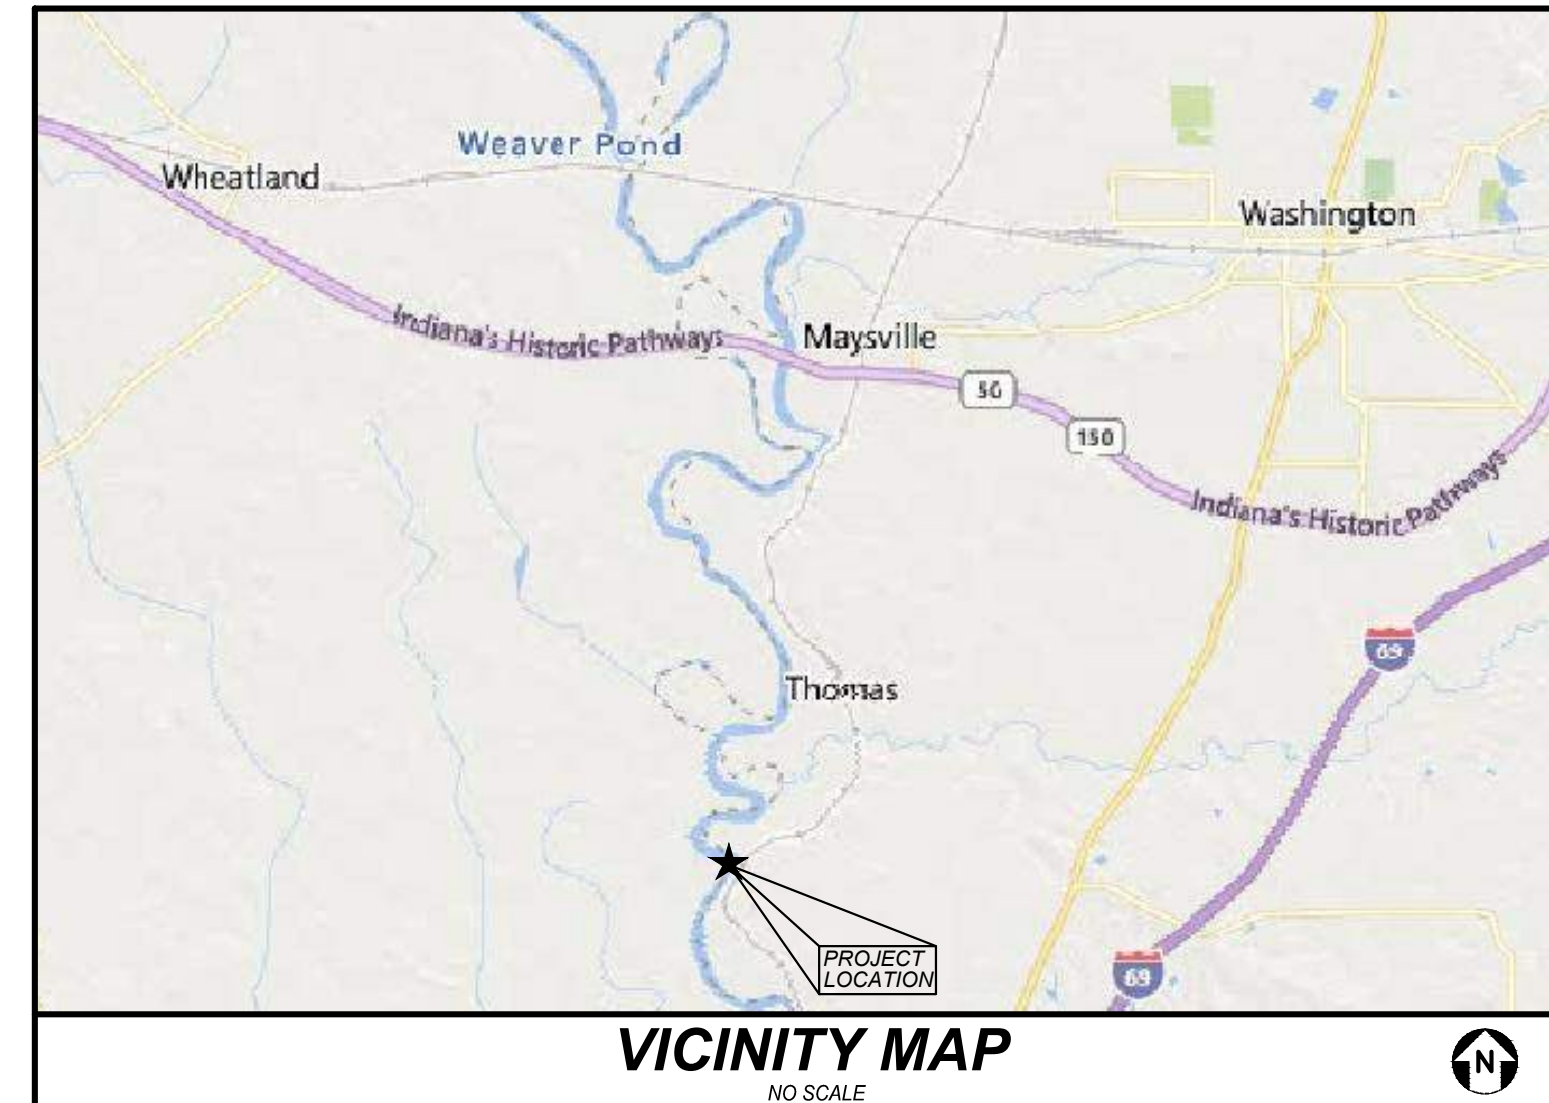 Weaver Pond
Wheatland
Washington
Indiana's Historic Pathways
Maysville
50
150
Indiana's Historic Pathways
69
Thomas
PROJECT
LOCATION
69
VICINITY MAP
NO SCALE
N